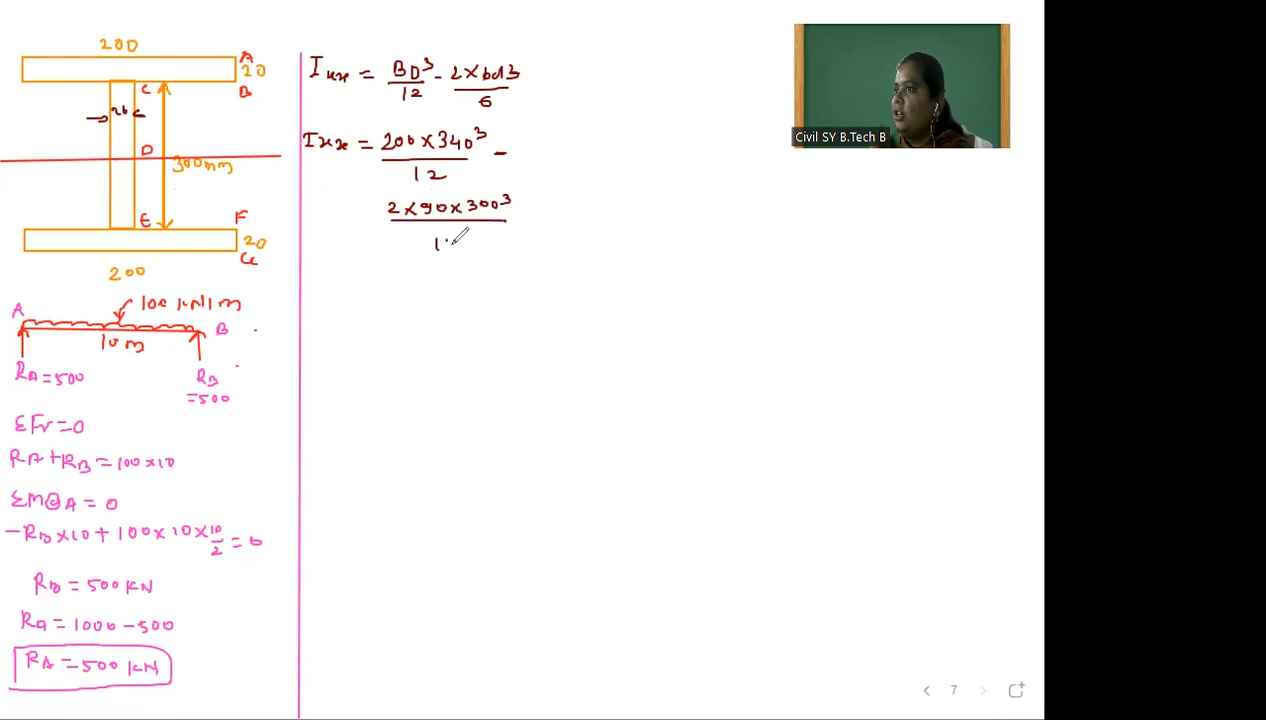 200
A
20
B
C
20
D
300mm
E
F
20
G
200
100 kN/m
A
B
10m
RA = 500
RB
= 500
ΣFv = 0
RA + RB = 100 × 10
ΣM@A = 0
- RB × 10 + 100 × 10 × 10/2 = 0
RB = 500 KN
RA = 1000 - 500
RA = 500 KN
Ixx = BD³/12 - 2 × bd3/6
Ixx = 200 × 340³/12 -
2 × 90 × 300³
1
Civil SY B.Tech B
< 7 >